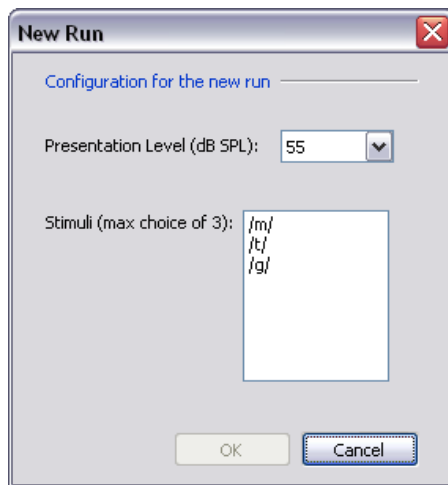 New Run
Configuration for the new run
Presentation Level (dB SPL): 55
Stimuli (max choice of 3): /m/
/t/
/g/
OK Cancel